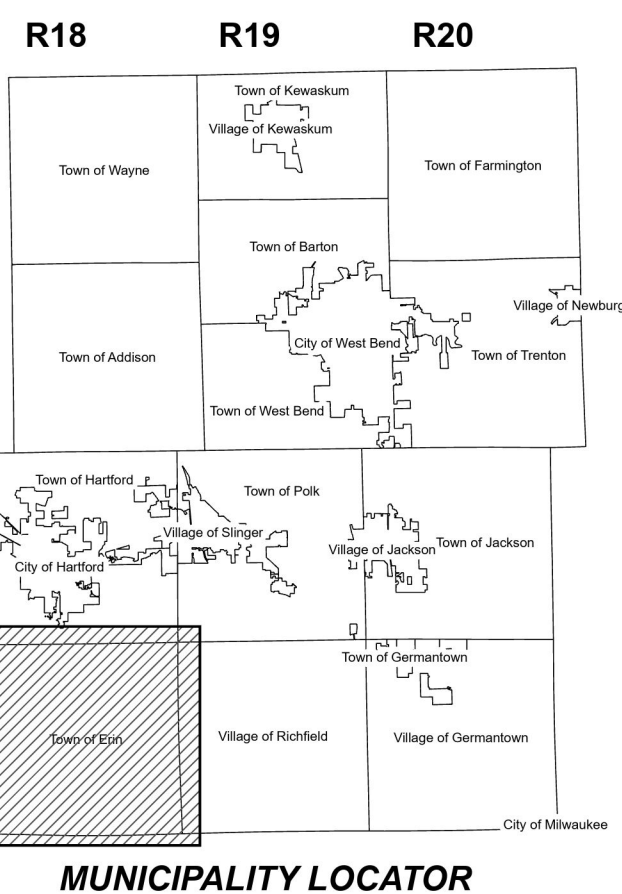 R18 R19 R20
Town of Kewaskum
Village of Kewaskum
Town of Wayne
Town of Farmington
Town of Barton
Village of Newburg
City of West Bend
Town of Addison
Town of Trenton
Town of West Bend
Town of Hartford
Town of Polk
Village of Slinger
Town of Jackson
Village of Jackson
City of Hartford
Town of Germantown
Town of Erin
Village of Richfield
Village of Germantown
City of Milwaukee
MUNICIPALITY LOCATOR